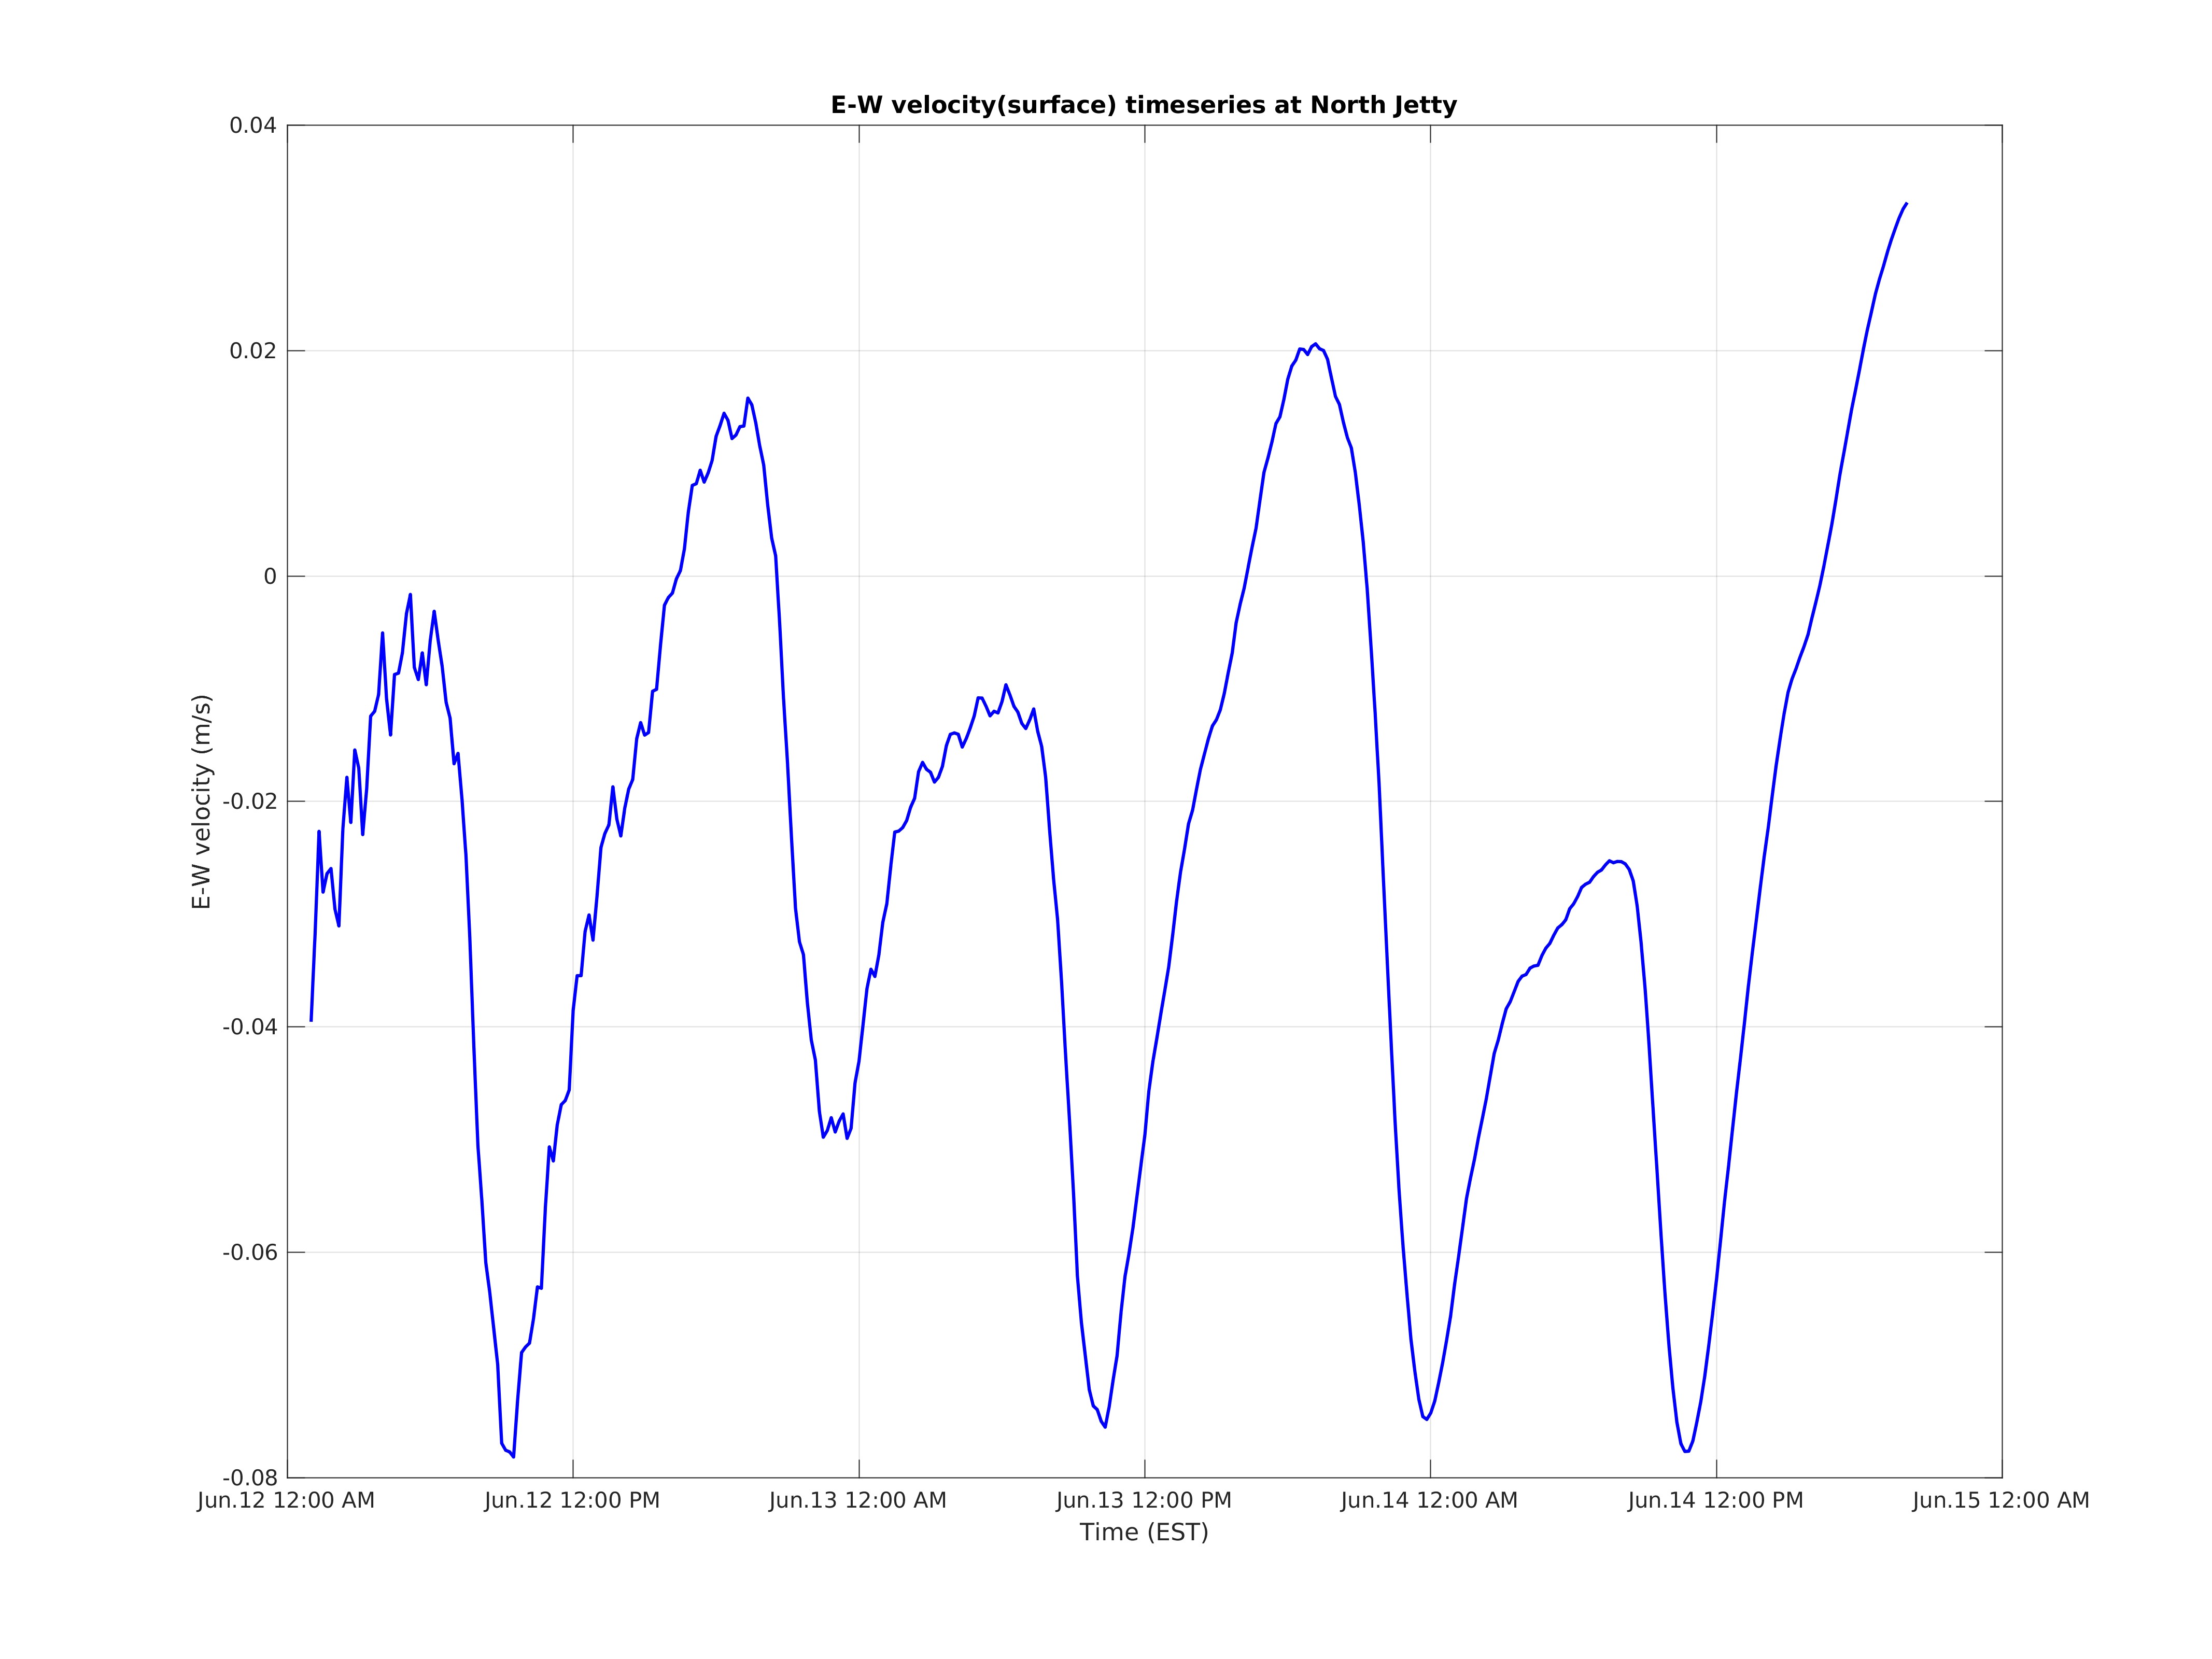 E-W velocity(surface) timeseries at North Jetty
0.04
0.02
0
-0.02
-0.04
-0.06
-0.08
E-W velocity (m/s)
Jun.12 12:00 AM
Jun.12 12:00 PM
Jun.13 12:00 AM
Jun.13 12:00 PM
Jun.14 12:00 AM
Jun.14 12:00 PM
Jun.15 12:00 AM
Time (EST)